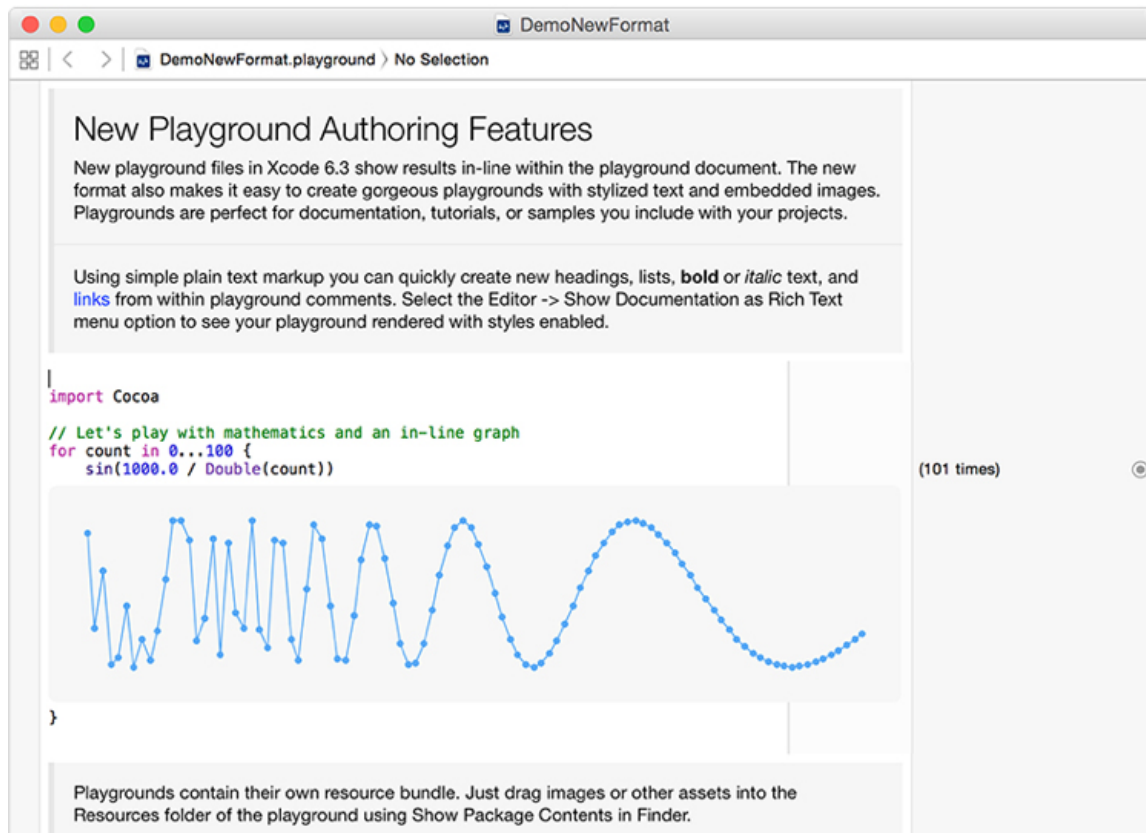 DemoNewFormat
DemoNewFormat.playground 〉 No Selection
New Playground Authoring Features
New playground files in Xcode 6.3 show results in-line within the playground document. The new
format also makes it easy to create gorgeous playgrounds with stylized text and embedded images.
Playgrounds are perfect for documentation, tutorials, or samples you include with your projects.
Using simple plain text markup you can quickly create new headings, lists, bold or italic text, and
links from within playground comments. Select the Editor -> Show Documentation as Rich Text
menu option to see your playground rendered with styles enabled.
import Cocoa
// Let's play with mathematics and an in-line graph
for count in 0...100 {
    sin(1000.0 / Double(count))
(101 times)
}
Playgrounds contain their own resource bundle. Just drag images or other assets into the
Resources folder of the playground using Show Package Contents in Finder.